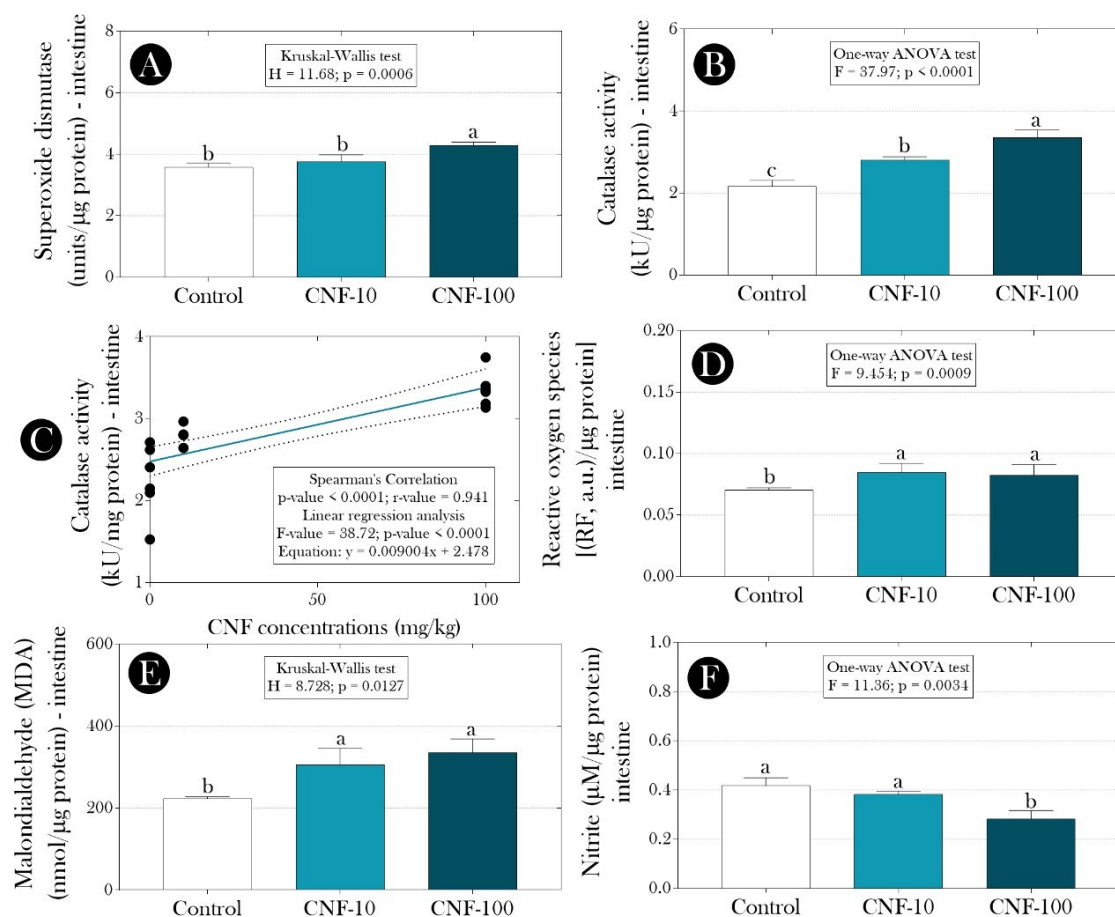 A
Superoxide dismutase
(units/µg protein) - intestine
8
6
4
2
0
Kruskal-Wallis test
H = 11.68; p = 0.0006
b
b
a
Control
CNF-10
CNF-100
B
Catalase activity
(kU/µg protein) - intestine
6
4
2
0
One-way ANOVA test
F = 37.97; p < 0.0001
c
b
a
Control
CNF-10
CNF-100
C
Catalase activity
(kU/mg protein) - intestine
4
3
2
1
Spearman's Correlation
p-value < 0.0001; r-value = 0.941
Linear regression analysis
F-value = 38.72; p-value < 0.0001
Equation: y = 0.009004x + 2.478
0
50
100
CNF concentrations (mg/kg)
D
Reactive oxygen species
[(RF, a.u.)/µg protein]
intestine
0.20
0.15
0.10
0.05
0.00
One-way ANOVA test
F = 9.454; p = 0.0009
b
a
a
Control
CNF-10
CNF-100
E
Malondialdehyde (MDA)
(nmol/µg protein) - intestine
600
400
200
0
Kruskal-Wallis test
H = 8.728; p = 0.0127
b
a
a
Control
CNF-10
CNF-100
F
Nitrite (µM/µg protein)
intestine
1.0
0.8
0.6
0.4
0.2
0.0
One-way ANOVA test
F = 11.36; p = 0.0034
a
a
b
Control
CNF-10
CNF-100